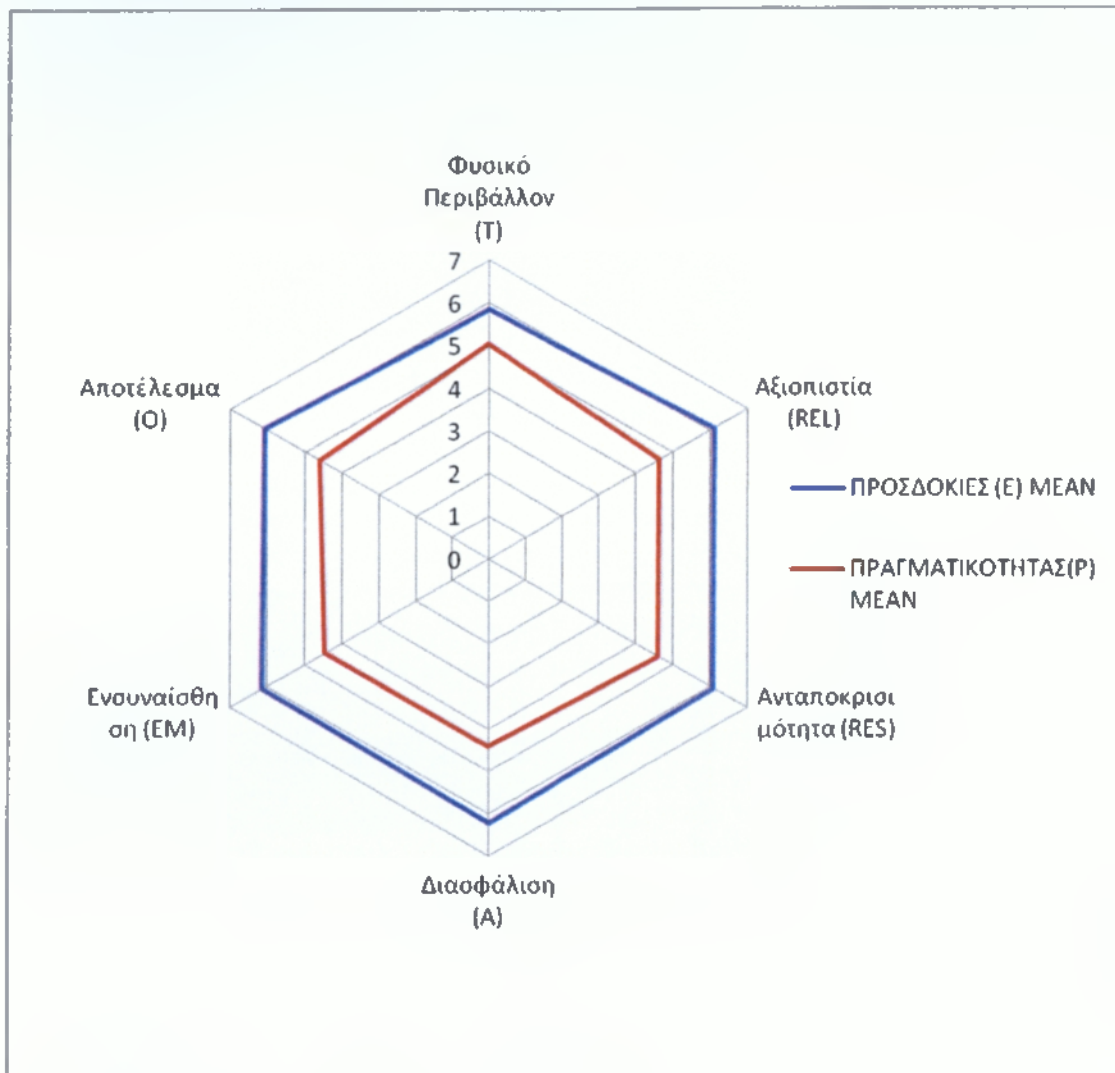 Φυσικό
Περιβάλλον
(Τ)
7
6
5
4
3
2
1
0
Αξιοπιστία
(REL)
Ανταποκρισι
μότητα (RES)
Διασφάλιση
(Α)
Ενσυναίσθη
ση (ΕΜ)
Αποτέλεσμα
(Ο)
ΠΡΟΣΔΟΚΙΕΣ (Ε) MEAN
ΠΡΑΓΜΑΤΙΚΟΤΗΤΑΣ(Ρ)
MEAN